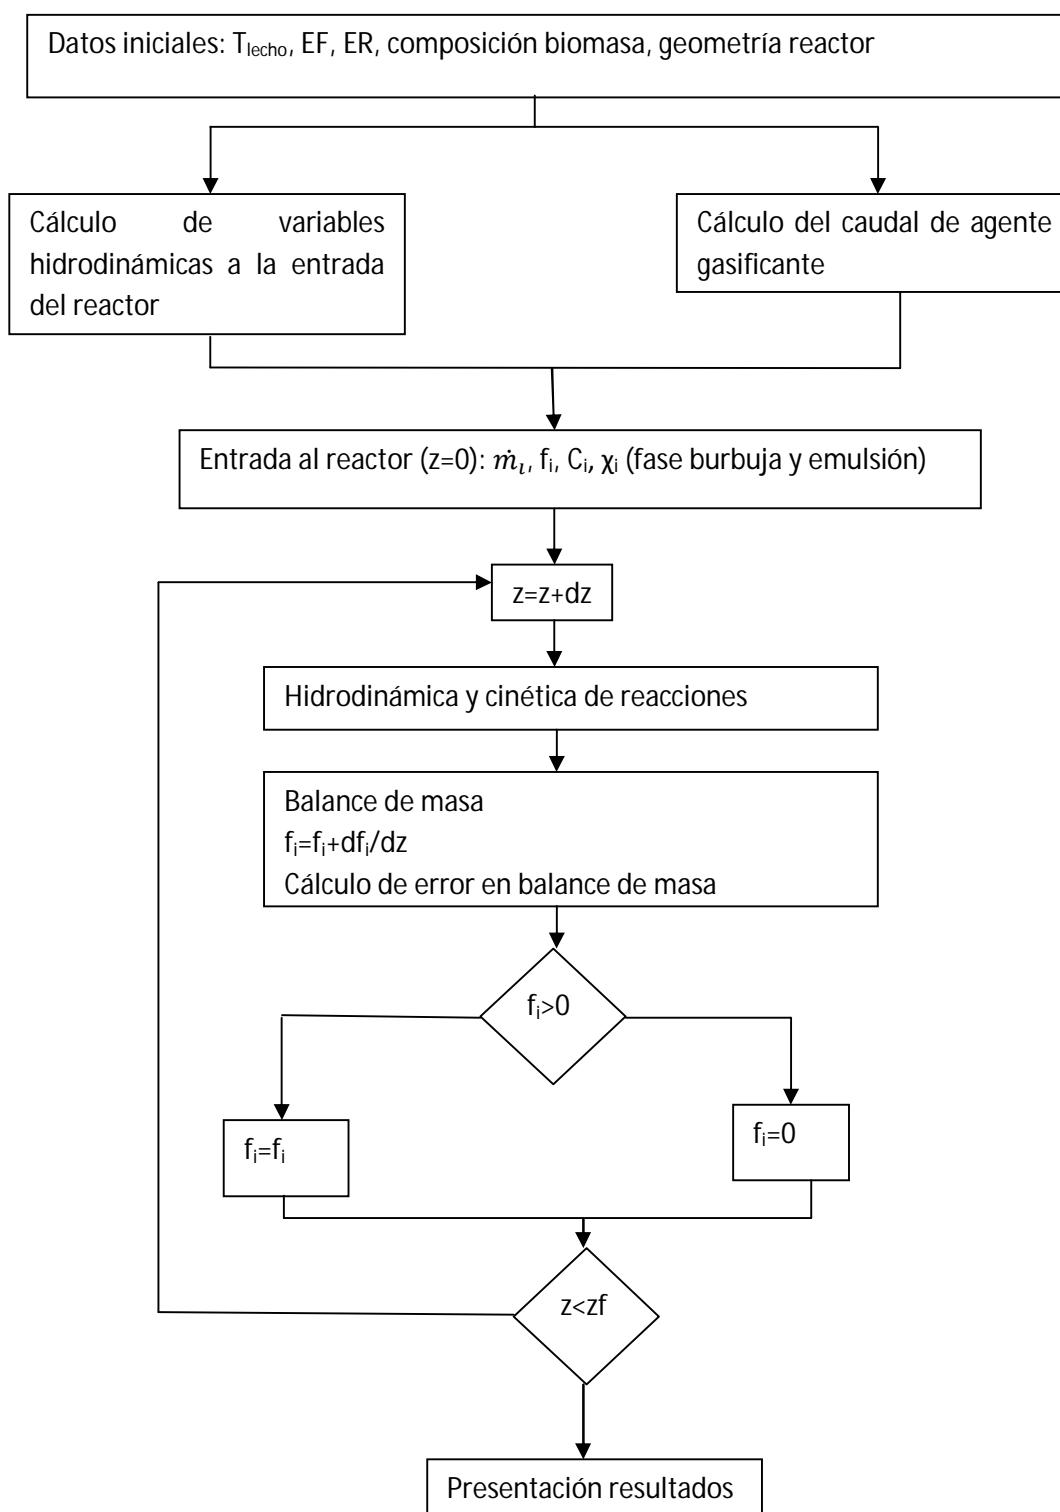 Datos iniciales: Tlecho, EF, ER, composición biomasa, geometría reactor
Cálculo de variables
hidrodinámicas a la entrada
del reactor
Cálculo del caudal de agente
gasificante
Entrada al reactor (z=0): ṁi, fi, Ci, χi (fase burbuja y emulsión)
z=z+dz
Hidrodinámica y cinética de reacciones
Balance de masa
fi=fi+dfi/dz
Cálculo de error en balance de masa
fi>0
fi=fi
fi=0
z<zf
Presentación resultados